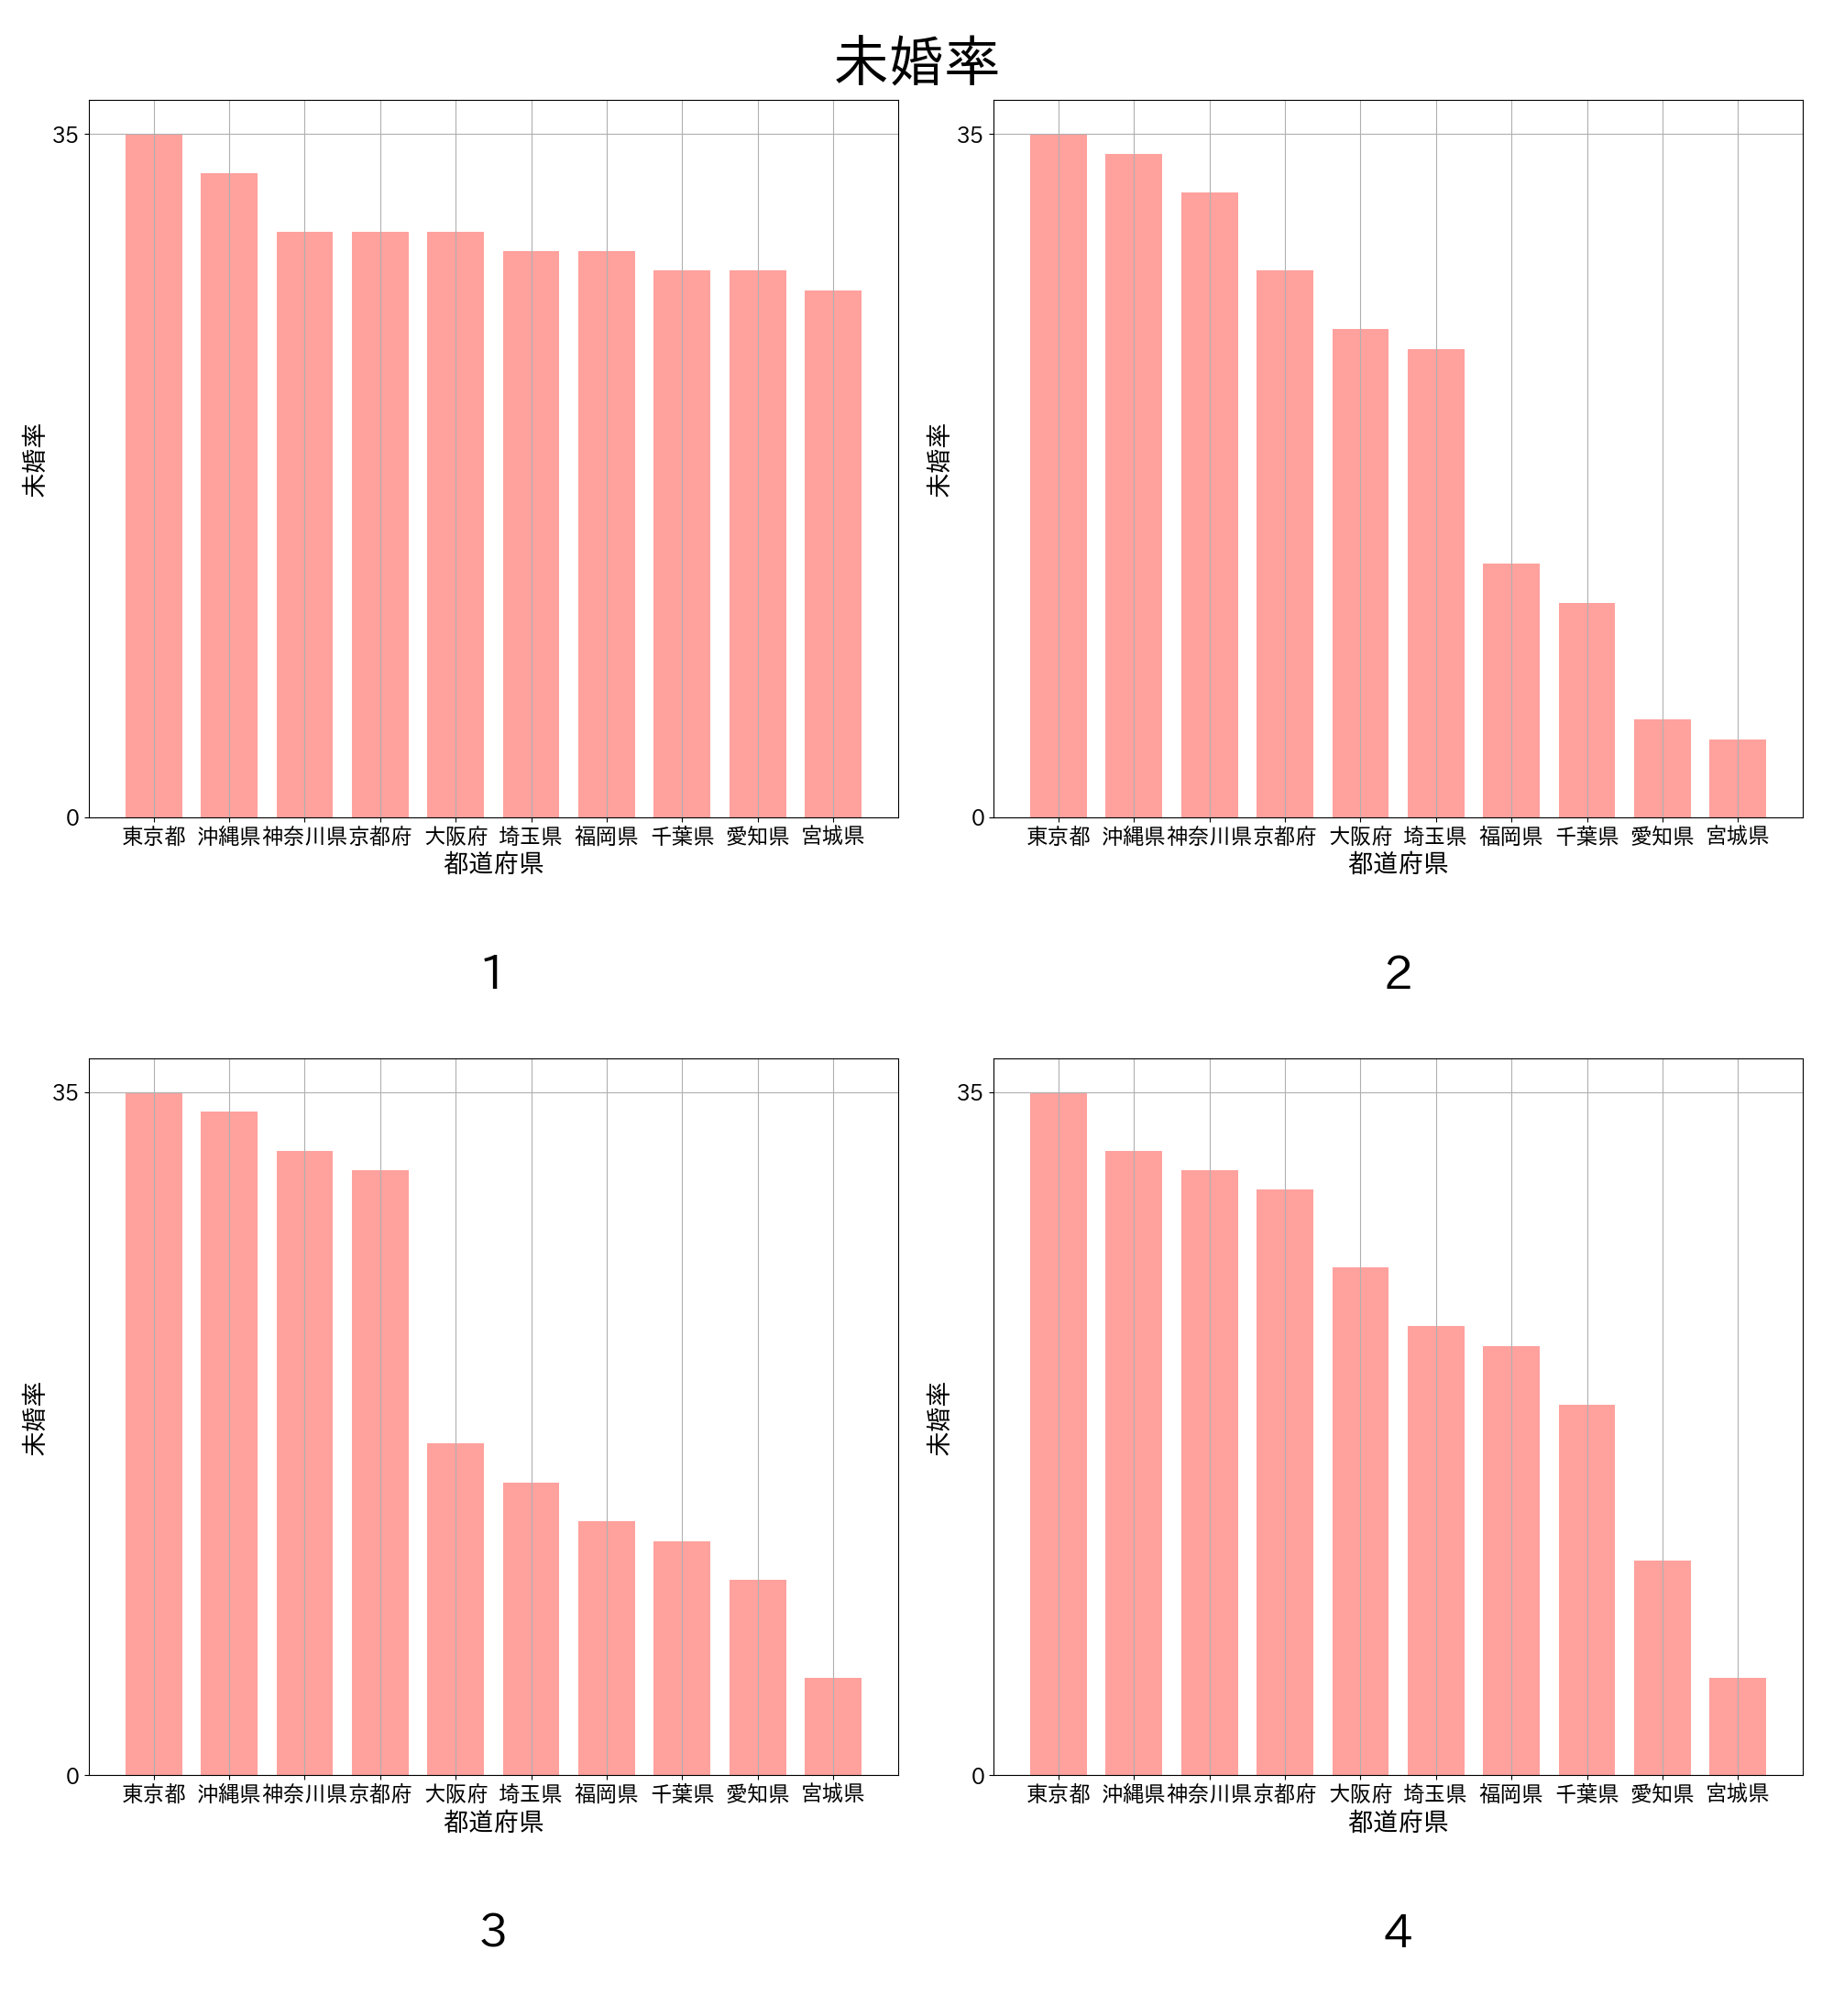 未婚率
35
0
未婚率
東京都 沖縄県 神奈川県 京都府 大阪府 埼玉県 福岡県 千葉県 愛知県 宮城県
都道府県
1
35
0
未婚率
東京都 沖縄県 神奈川県 京都府 大阪府 埼玉県 福岡県 千葉県 愛知県 宮城県
都道府県
2
35
0
未婚率
東京都 沖縄県 神奈川県 京都府 大阪府 埼玉県 福岡県 千葉県 愛知県 宮城県
都道府県
3
35
0
未婚率
東京都 沖縄県 神奈川県 京都府 大阪府 埼玉県 福岡県 千葉県 愛知県 宮城県
都道府県
4